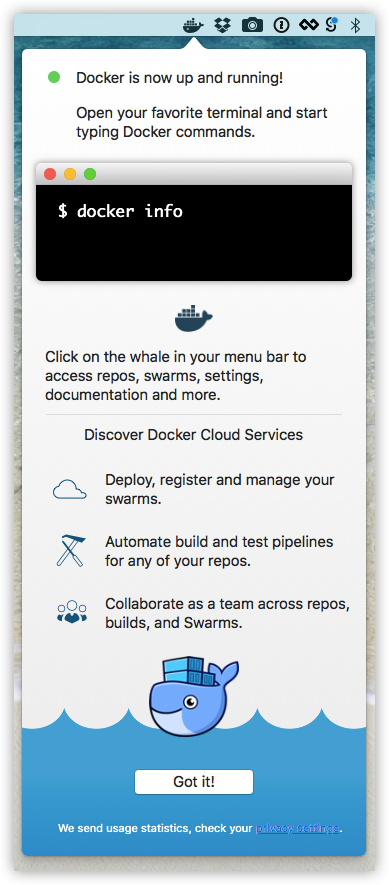 Docker is now up and running!
Open your favorite terminal and start
typing Docker commands.
$ docker info
Click on the whale in your menu bar to
access repos, swarms, settings,
documentation and more.
Discover Docker Cloud Services
Deploy, register and manage your
swarms.
Automate build and test pipelines
for any of your repos.
Collaborate as a team across repos,
builds, and Swarms.
Got it!
We send usage statistics, check your privacy settings.